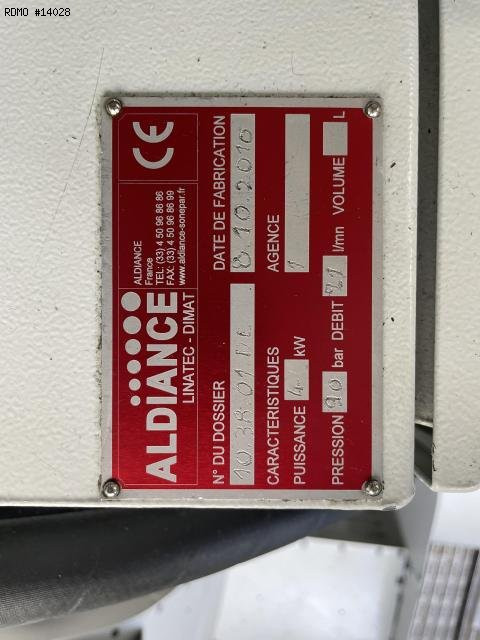 RDMO #14028
ALDIANCE
LINATEC - DIMAT
ALDIANCE
France
TEL: (33) 4 50 96 86 86
FAX: (33) 4 50 96 86 99
www.aldiance-sonepar.fr
CE
N° DU DOSSIER DATE DE FABRICATION
8.10.2010
CARACTERISTIQUES AGENCE
PUISSANCE 4 kW 1
PRESSION 90 bar DEBIT 21 l/mn VOLUME L